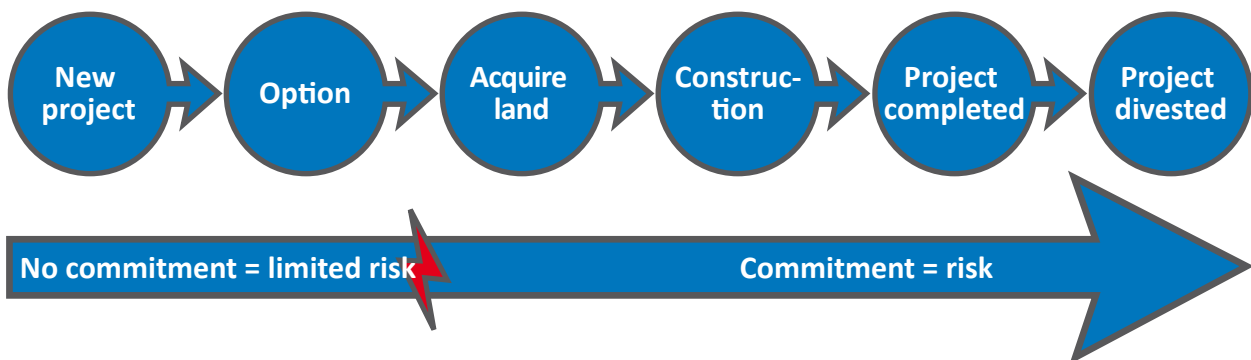 New
project
Option
Acquire
land
Construc-
tion
Project
completed
Project
divested
No commitment = limited risk
Commitment = risk